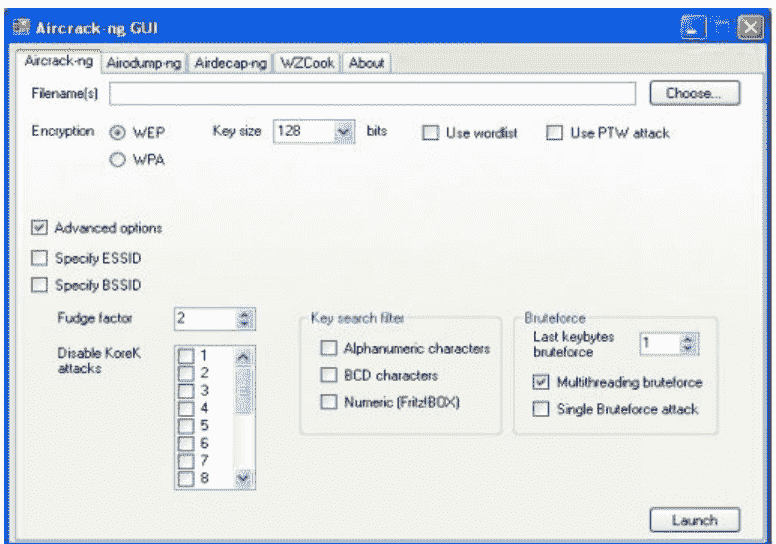 Aircrack-ng GUI
Aircrack-ng Airodump-ng Airdecap-ng WZCook About
Filename(s) Choose...
Encryption WEP Key size 128 bits Use wordlist Use PTW attack
WPA
Advanced options
Specify ESSID
Specify BSSID
Fudge factor 2
Disable KoreK attacks
1
2
3
4
5
6
7
8
Key search filter
Alphanumeric characters
BCD characters
Numeric (Fritz!BOX)
Bruteforce
Last keybytes
bruteforce 1
Multithreading bruteforce
Single Bruteforce attack
Launch